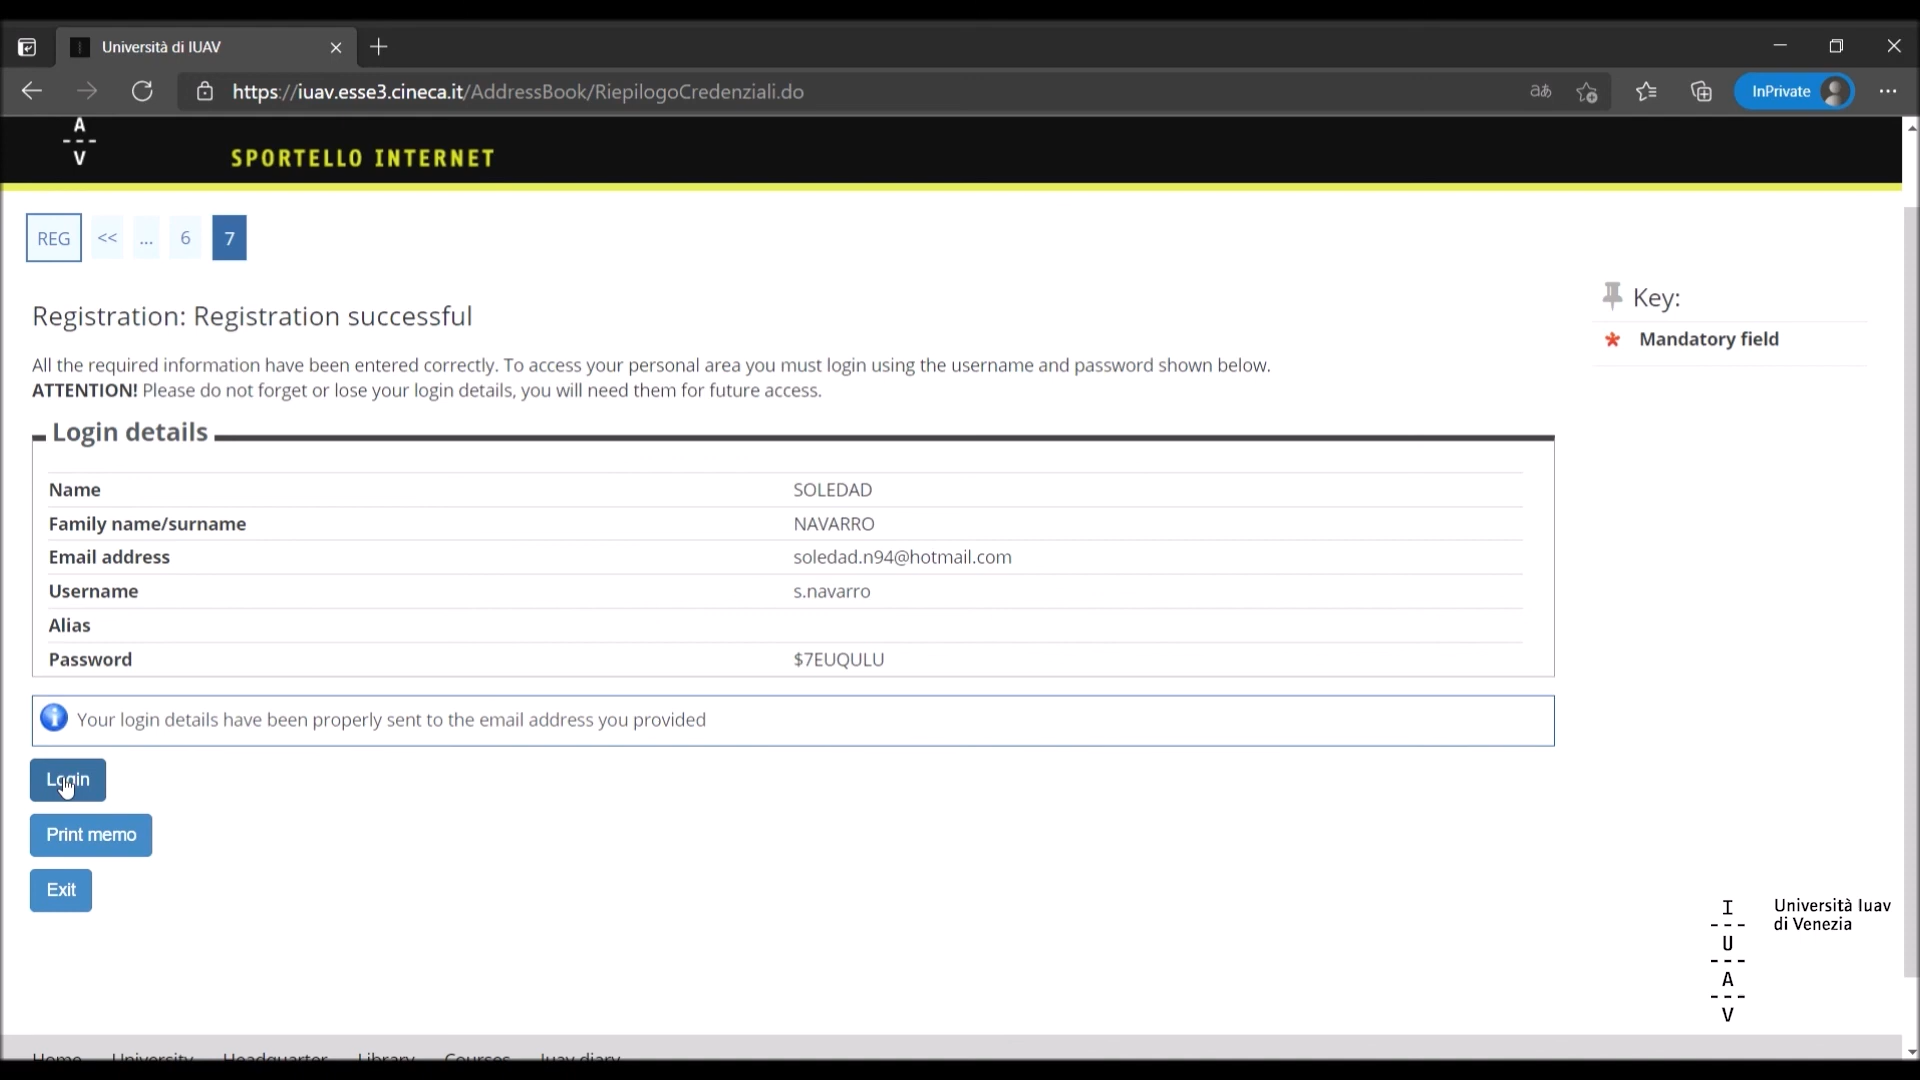 Università di IUAV
https://iuav.esse3.cineca.it/AddressBook/RiepilogoCredenziali.do
aあ
InPrivate
A
V
SPORTELLO INTERNET
REG << ... 6 7
Registration: Registration successful
Key:
* Mandatory field
All the required information have been entered correctly. To access your personal area you must login using the username and password shown below.
ATTENTION! Please do not forget or lose your login details, you will need them for future access.
Login details
Name SOLEDAD
Family name/surname NAVARRO
Email address soledad.n94@hotmail.com
Username s.navarro
Alias
Password $7EUQULU
Your login details have been properly sent to the email address you provided
Login
Print memo
Exit
I
U
A
V
Università Iuav
di Venezia
Home University Headquarter Library Courses Iuav diary